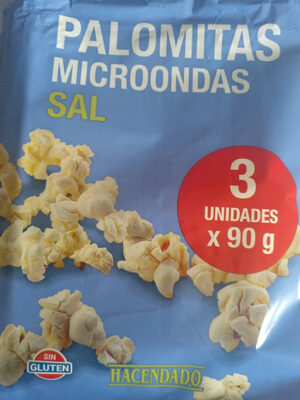 PALOMITAS
MICROONDAS
SAL
3
UNIDADES
x 90 g
SIN
GLUTEN
HACENDADO